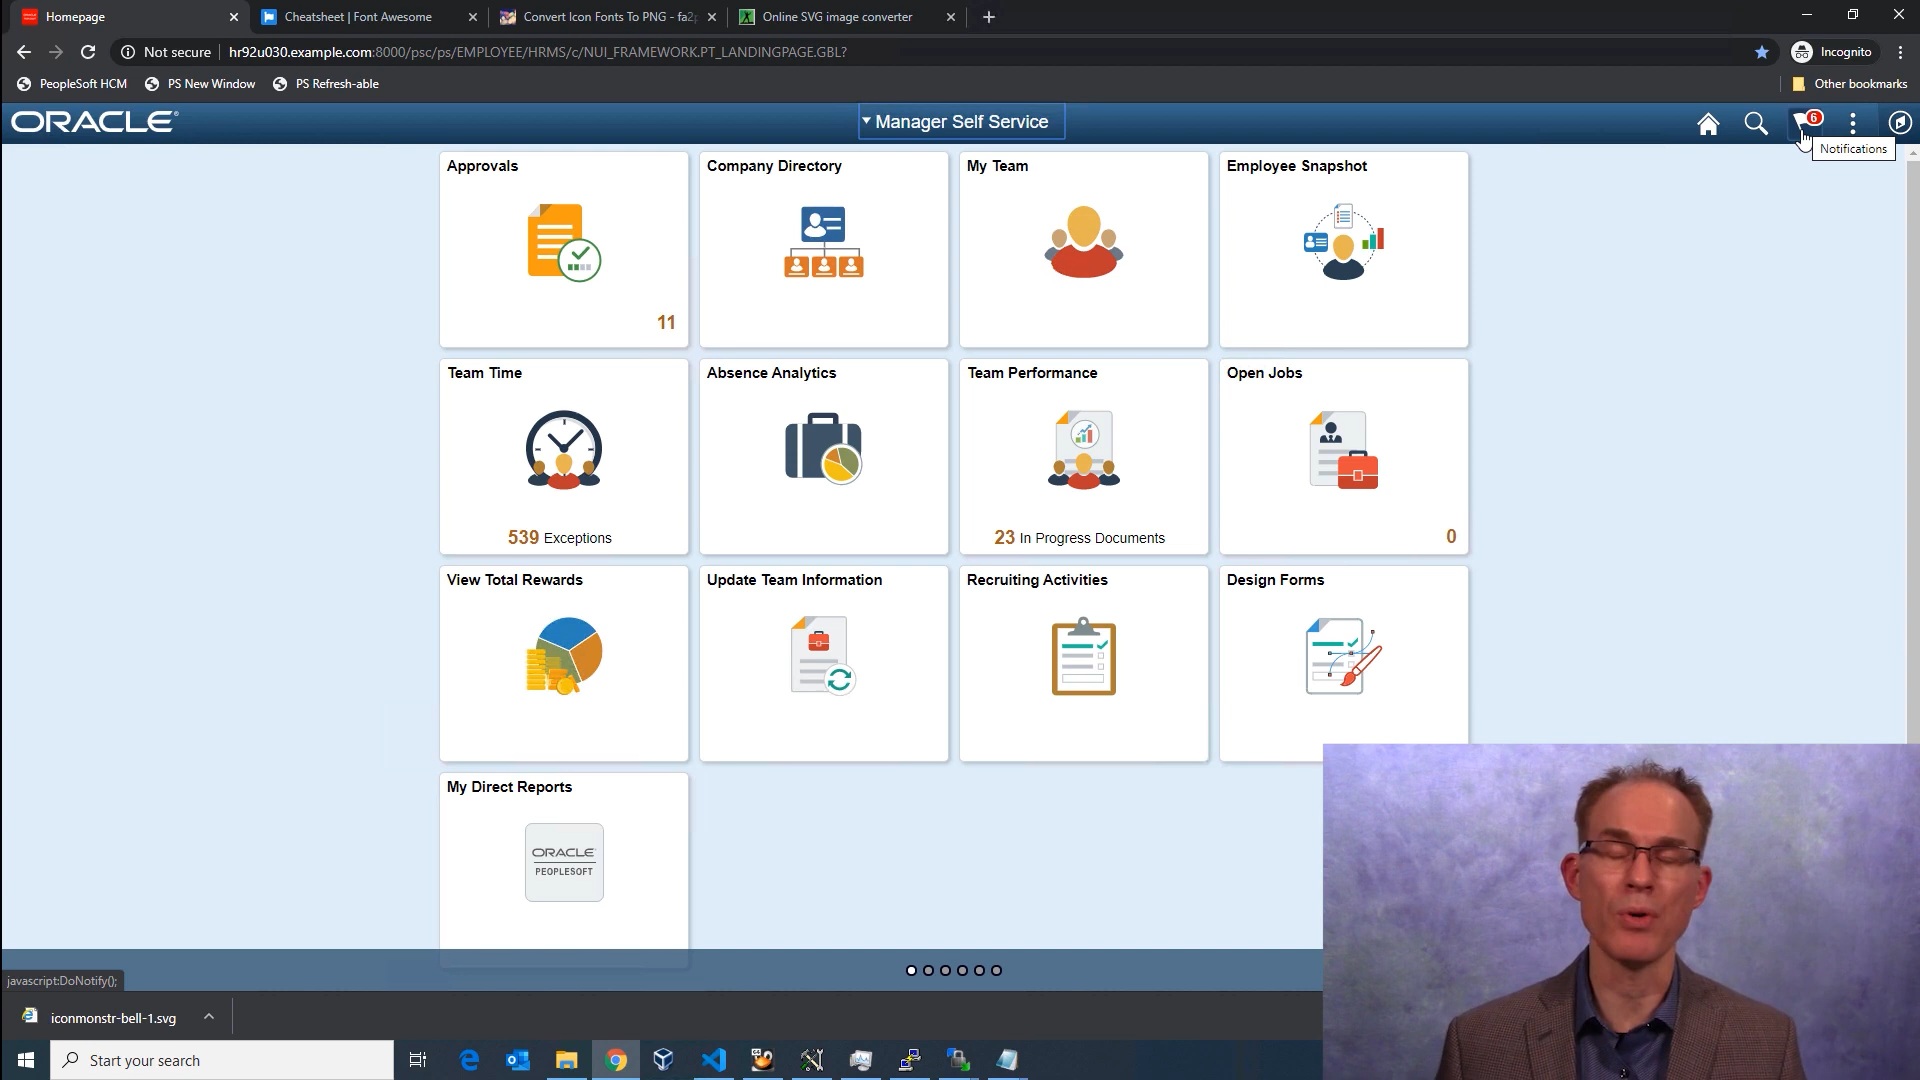 Homepage
Cheatsheet | Font Awesome
Convert Icon Fonts To PNG - fa2p
Online SVG image converter
Not secure
hr92u030.example.com:8000/psc/ps/EMPLOYEE/HRMS/c/NUI_FRAMEWORK.PT_LANDINGPAGE.GBL?
Incognito
PeopleSoft HCM
PS New Window
PS Refresh-able
Other bookmarks
ORACLE
Manager Self Service
6
Notifications
Approvals
11
Company Directory
My Team
Employee Snapshot
Team Time
539 Exceptions
Absence Analytics
Team Performance
23 In Progress Documents
Open Jobs
0
View Total Rewards
Update Team Information
Recruiting Activities
Design Forms
My Direct Reports
ORACLE
PEOPLESOFT
javascript:DoNotify();
iconmonstr-bell-1.svg
Start your search